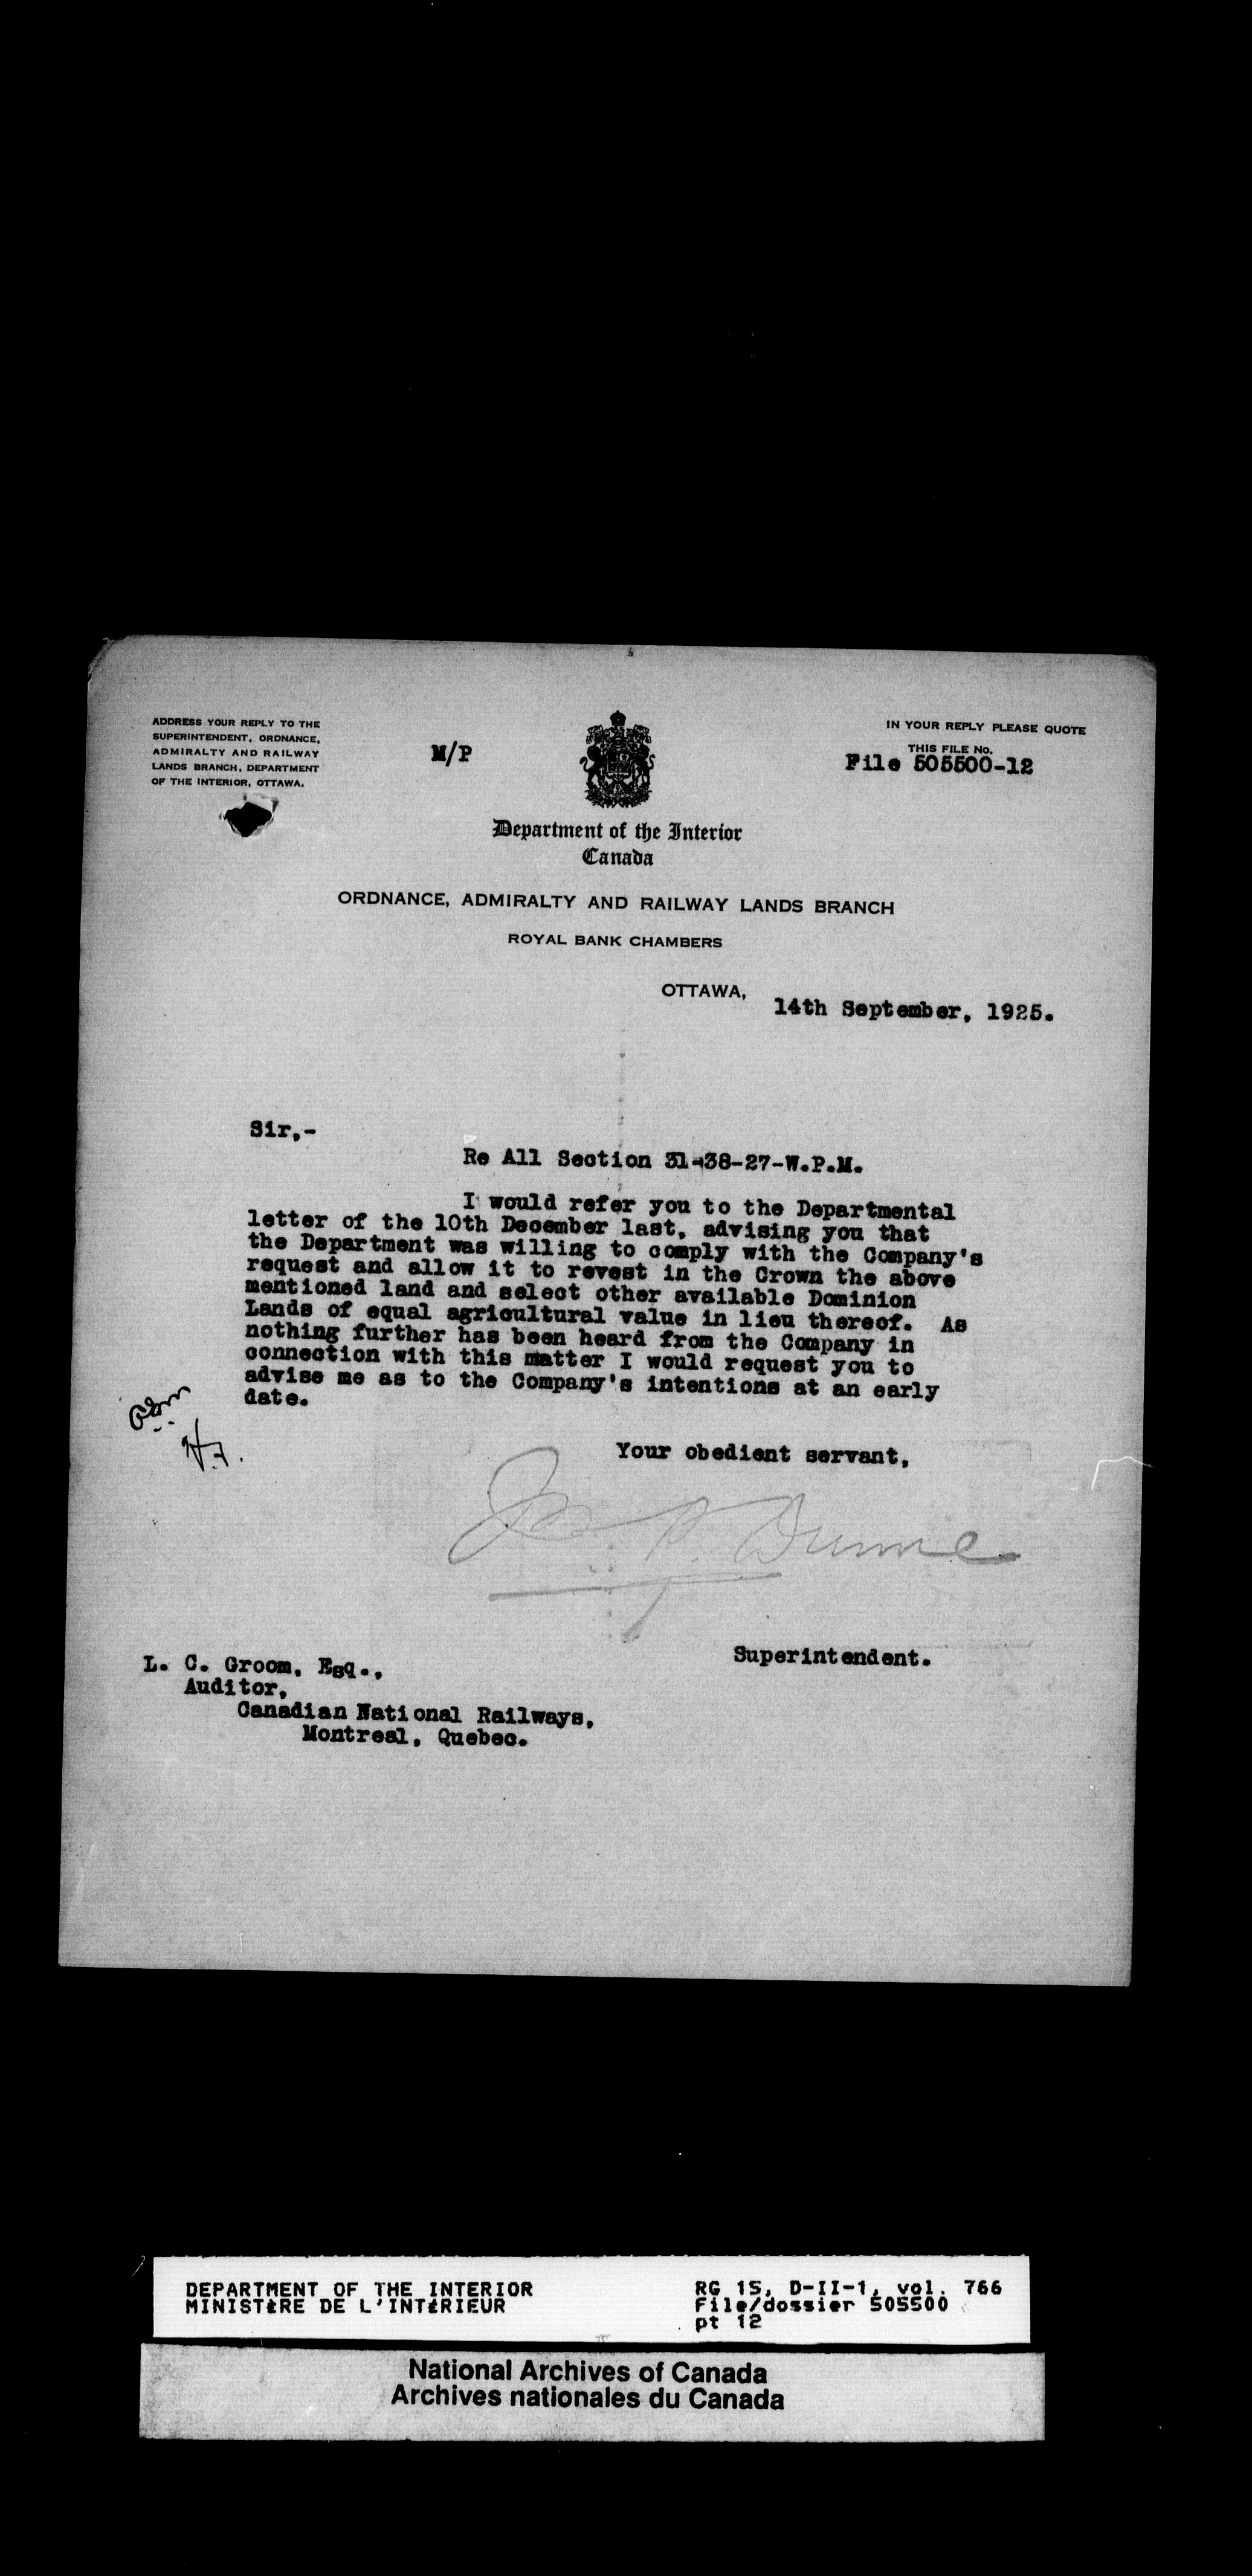 ADDRESS YOUR REPLY TO THE
SUPERINTENDENT, ORDNANCE,
ADMIRALTY AND RAILWAY
LANDS BRANCH, DEPARTMENT
OF THE INTERIOR, OTTAWA.
M/P
IN YOUR REPLY PLEASE QUOTE
THIS FILE No.
File 505500-12
Department of the Interior
Canada
ORDNANCE, ADMIRALTY AND RAILWAY LANDS BRANCH
ROYAL BANK CHAMBERS
OTTAWA,
14th September, 1925.
Sir,-
Re All Section 31-38-27-W.P.M.
I would refer you to the Departmental
letter of the 10th December last, advising you that
the Department was willing to comply with the Company's
request and allow it to revest in the Crown the above
mentioned land and select other available Dominion
Lands of equal agricultural value in lieu thereof. As
nothing further has been heard from the Company in
connection with this matter I would request you to
advise me as to the Company's intentions at an early
date.
Your obedient servant,
Dunne
Superintendent.
L. C. Groom, Esq.,
Auditor,
Canadian National Railways,
Montreal, Quebec.
DEPARTMENT OF THE INTERIOR
MINISTÈRE DE L'INTÉRIEUR
RG 15, D-II-1, vol. 766
File/dossier 505500
pt 12
National Archives of Canada
Archives nationales du Canada